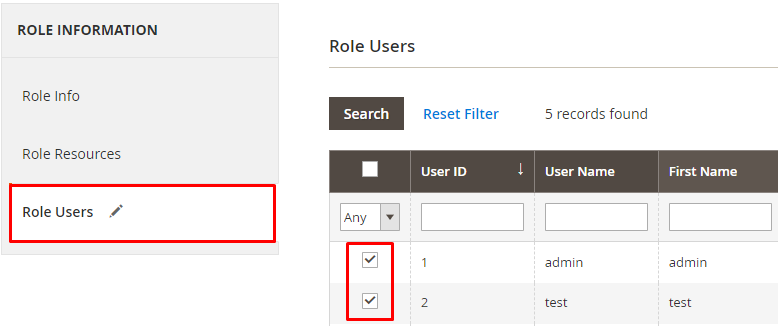 ROLE INFORMATION
Role Info
Role Resources
Role Users
Role Users
Search Reset Filter 5 records found
User ID ↓ User Name First Name
Any
1 admin admin
2 test test